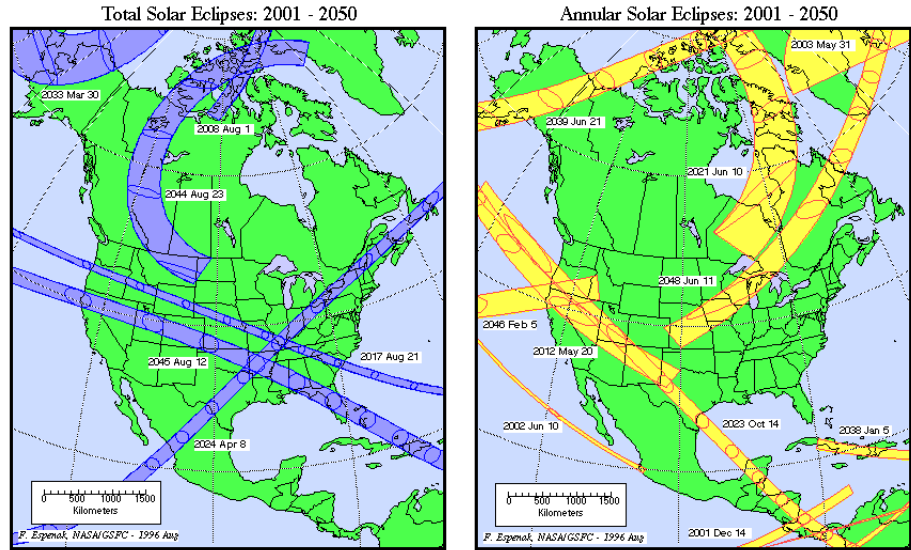 Total Solar Eclipses: 2001 - 2050
2033 Mar 30
2008 Aug 1
2044 Aug 23
2045 Aug 12
2017 Aug 21
2024 Apr 8
0 500 1000 1500
Kilometers
F. Espenak, NASA/GSFC - 1996 Aug
Annular Solar Eclipses: 2001 - 2050
2003 May 31
2039 Jun 21
2021 Jun 10
2048 Jun 11
2046 Feb 5
2012 May 20
2002 Jun 10
2023 Oct 14
2038 Jan 5
0 500 1000 1500
Kilometers
2001 Dec 14
F. Espenak, NASA/GSFC - 1996 Aug